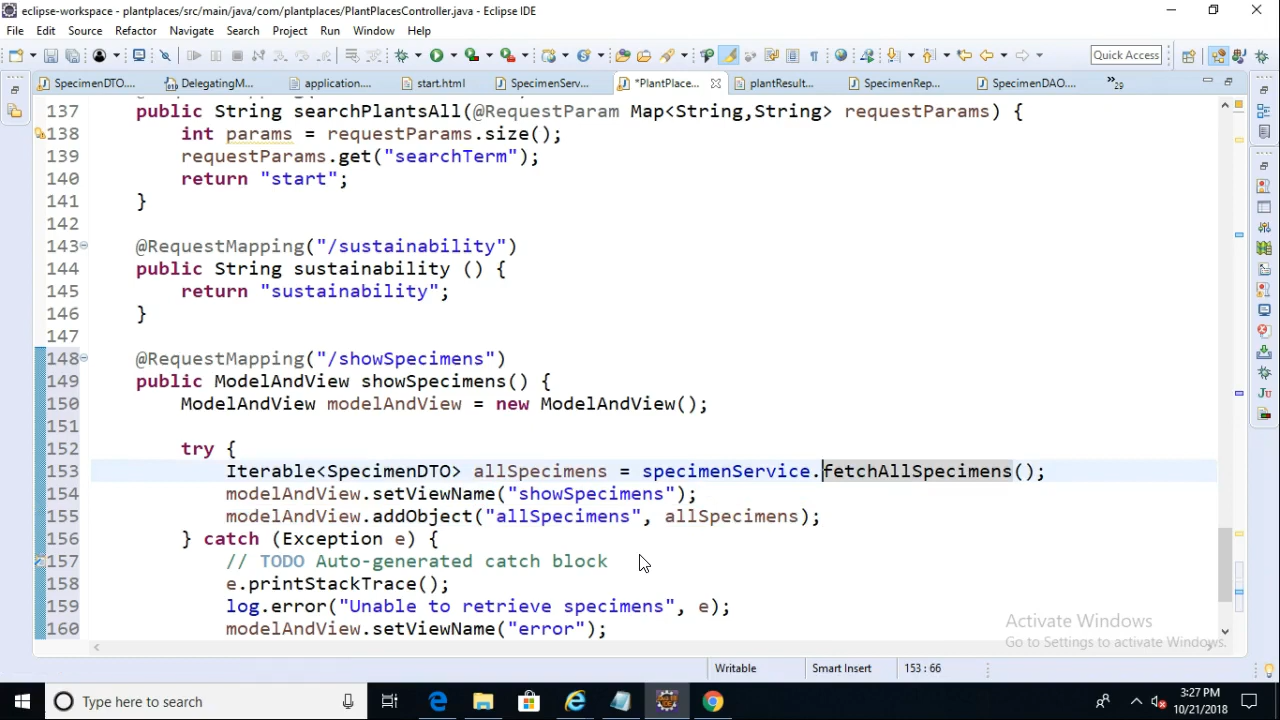 eclipse-workspace - plantplaces/src/main/java/com/plantplaces/PlantPlacesController.java - Eclipse IDE
File Edit Source Refactor Navigate Search Project Run Window Help
Quick Access
SpecimenDTO.... DelegatingM... application.... start.html SpecimenServ... *PlantPlace... plantResult... SpecimenRep... SpecimenDAO.... »29
137 public String searchPlantsAll(@RequestParam Map<String,String> requestParams) {
138 int params = requestParams.size();
139 requestParams.get("searchTerm");
140 return "start";
141 }
142
143 @RequestMapping("/sustainability")
144 public String sustainability () {
145 return "sustainability";
146 }
147
148 @RequestMapping("/showSpecimens")
149 public ModelAndView showSpecimens() {
150 ModelAndView modelAndView = new ModelAndView();
151
152 try {
153 Iterable<SpecimenDTO> allSpecimens = specimenService.fetchAllSpecimens();
154 modelAndView.setViewName("showSpecimens");
155 modelAndView.addObject("allSpecimens", allSpecimens);
156 } catch (Exception e) {
157 // TODO Auto-generated catch block
158 e.printStackTrace();
159 log.error("Unable to retrieve specimens", e);
160 modelAndView.setViewName("error");
Activate Windows
Go to Settings to activate Windows.
Writable Smart Insert 153 : 66
Type here to search
3:27 PM
10/21/2018